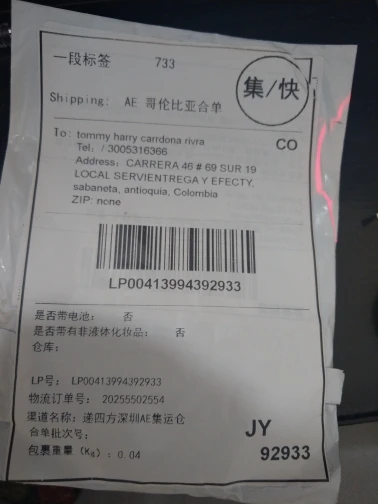 一段标签 733
集/快
Shipping: AE 哥伦比亚合单
To: tommy harry carrdona rivra
CO
Tel: / 3005316366
Address: CARRERA 46 # 69 SUR 19
LOCAL SERVIENTREGA Y EFECTY,
sabaneta, antioquia, Colombia
ZIP: none
LP00413994392933
是否带电池: 否
是否带有非液体化妆品: 否
仓库:
LP号: LP00413994392933
物流订单号: 20255502554
渠道名称: 递四方深圳AE集运仓
合单批次号:
JY
包裹重量(Kg): 0.04
92933